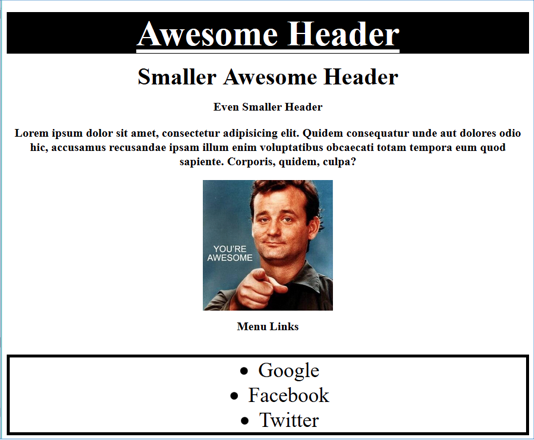 Awesome Header
Smaller Awesome Header
Even Smaller Header
Lorem ipsum dolor sit amet, consectetur adipisicing elit. Quidem consequatur unde aut dolores odio
hic, accusamus recusandae ipsam illum enim voluptatibus obcaecati totam tempora eum quod
sapiente. Corporis, quidem, culpa?
YOU'RE
AWESOME
Menu Links
• Google
• Facebook
• Twitter